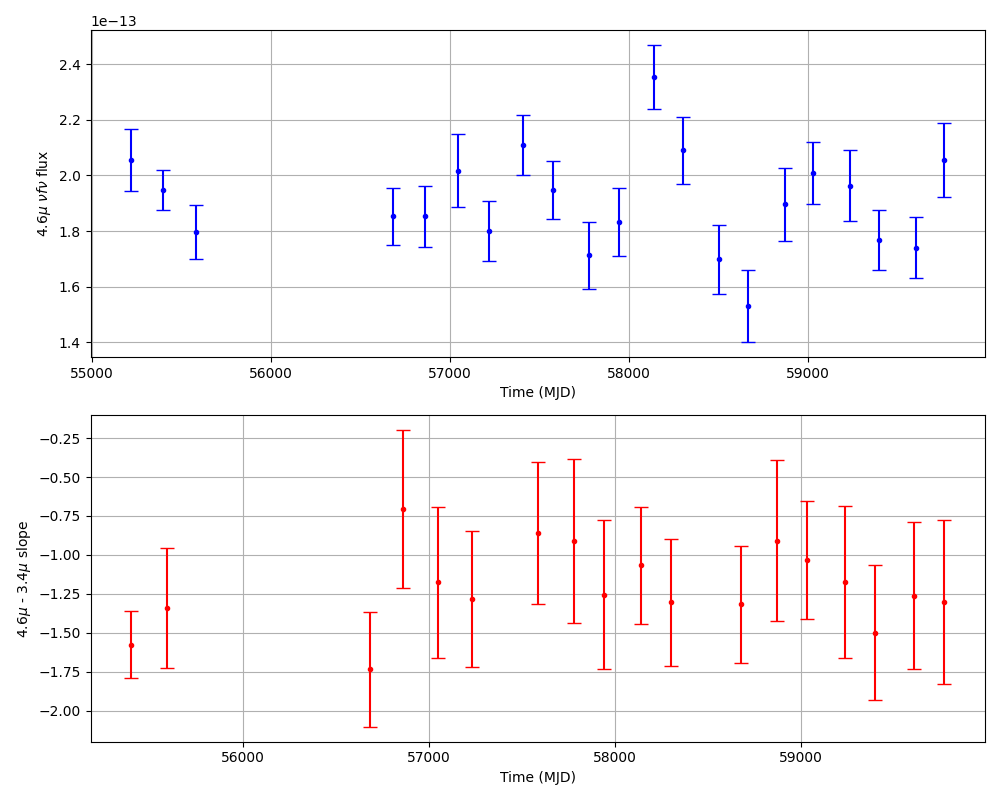 1e−13
2.4
2.2
2.0
1.8
1.6
1.4
4.6μ νfν flux
55000 56000 57000 58000 59000
Time (MJD)
−0.25
−0.50
−0.75
−1.00
−1.25
−1.50
−1.75
−2.00
4.6μ - 3.4μ slope
56000 57000 58000 59000
Time (MJD)